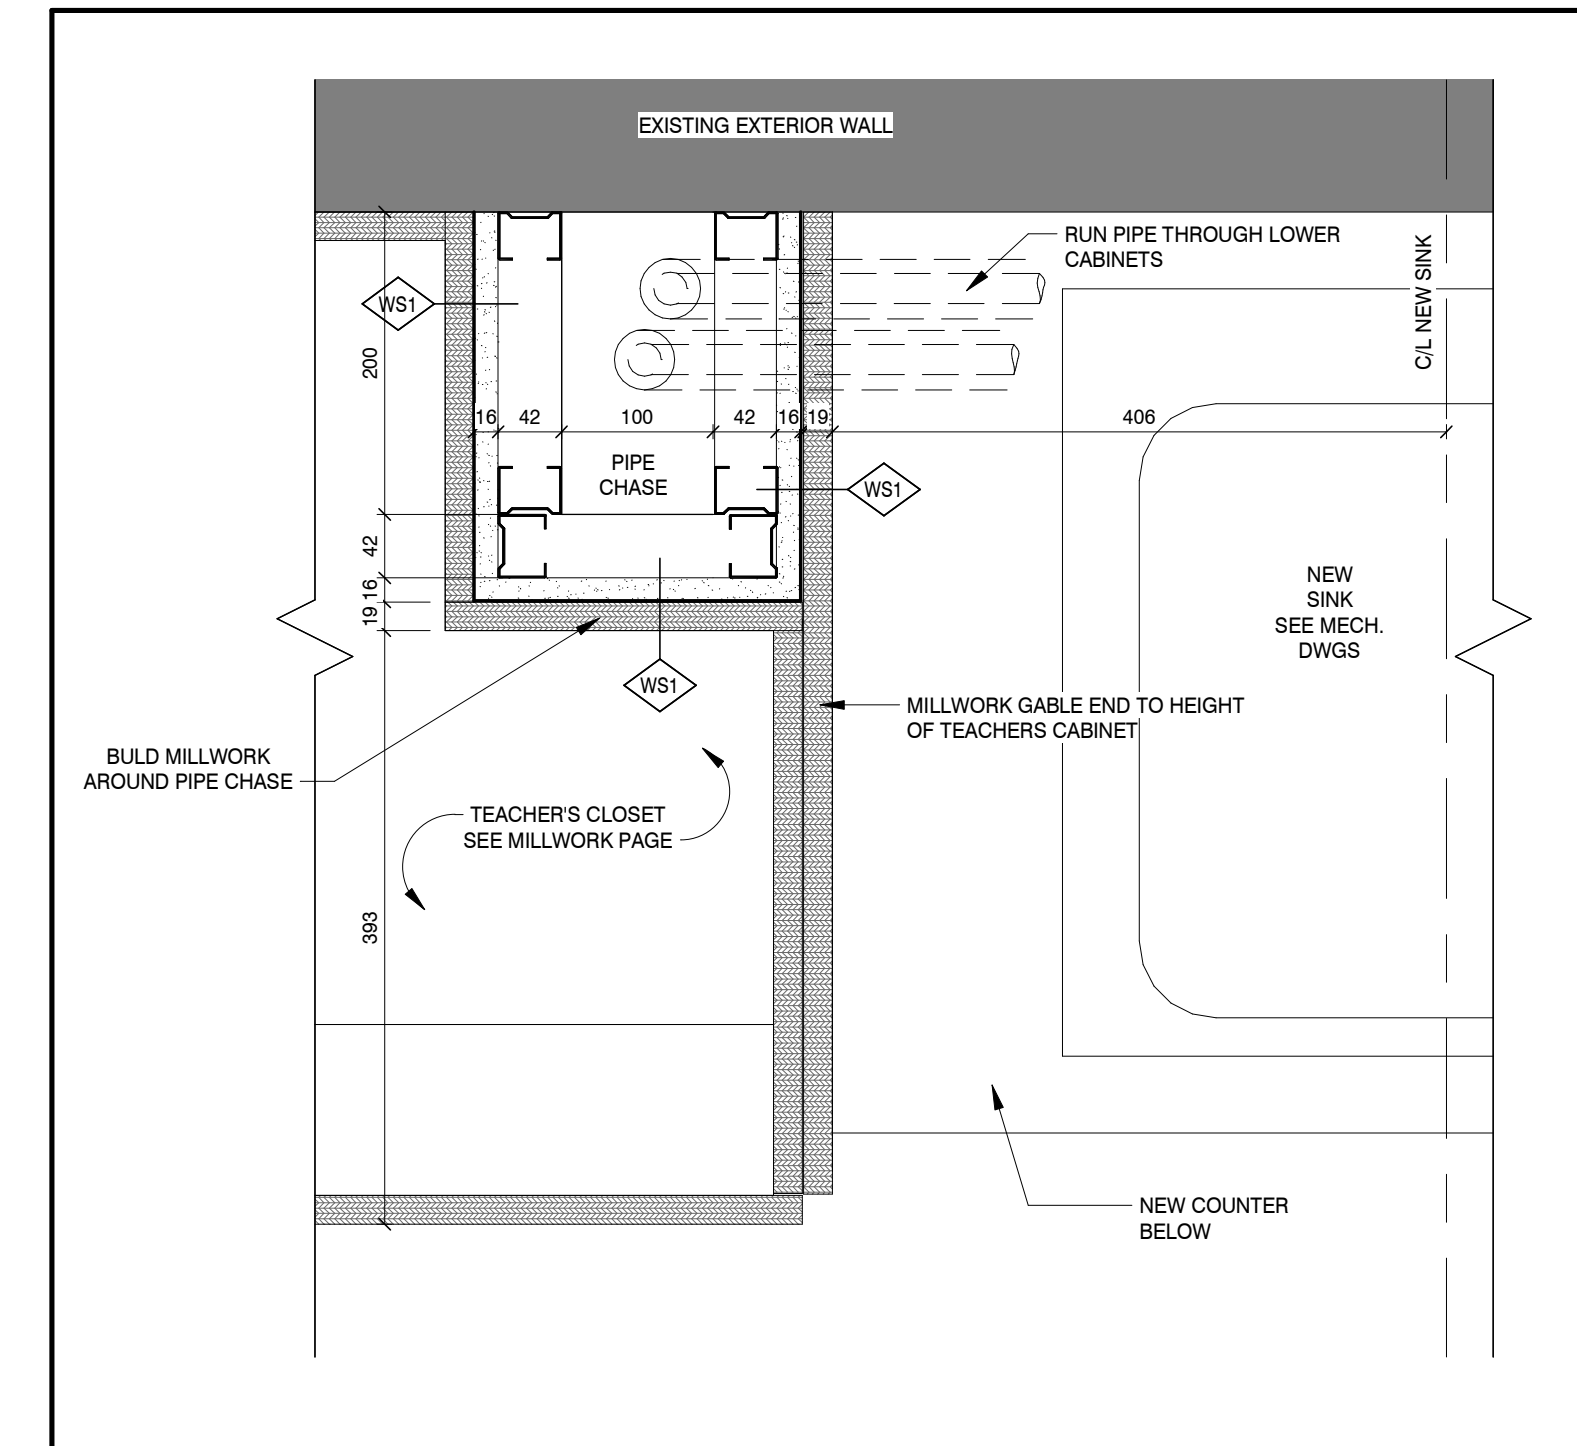 EXISTING EXTERIOR WALL
RUN PIPE THROUGH LOWER
CABINETS
C/L NEW SINK
WS1
200
16 42 100 42 16 19 406
PIPE
CHASE
WS1
42
16
19
NEW
SINK
SEE MECH.
DWGS
WS1
MILLWORK GABLE END TO HEIGHT
OF TEACHERS CABINET
BULD MILLWORK
AROUND PIPE CHASE
TEACHER'S CLOSET
SEE MILLWORK PAGE
393
NEW COUNTER
BELOW